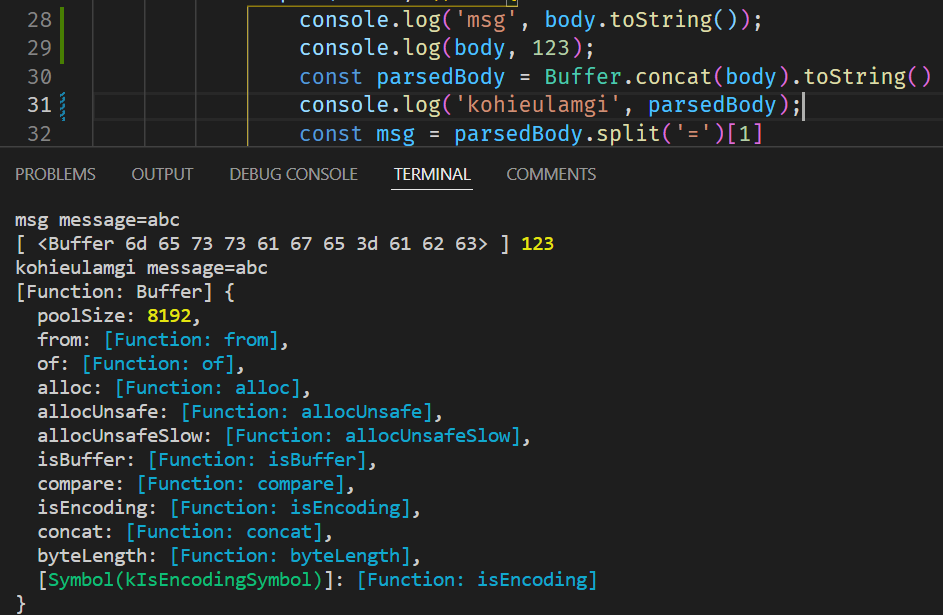 28 console.log('msg', body.toString());
29 console.log(body, 123);
30 const parsedBody = Buffer.concat(body).toString()
31 console.log('kohieulamgi', parsedBody);
32 const msg = parsedBody.split('=')[1]
PROBLEMS OUTPUT DEBUG CONSOLE TERMINAL COMMENTS
msg message=abc
[ <Buffer 6d 65 73 73 61 67 65 3d 61 62 63> ] 123
kohieulamgi message=abc
[Function: Buffer] {
  poolSize: 8192,
  from: [Function: from],
  of: [Function: of],
  alloc: [Function: alloc],
  allocUnsafe: [Function: allocUnsafe],
  allocUnsafeSlow: [Function: allocUnsafeSlow],
  isBuffer: [Function: isBuffer],
  compare: [Function: compare],
  isEncoding: [Function: isEncoding],
  concat: [Function: concat],
  byteLength: [Function: byteLength],
  [Symbol(kIsEncodingSymbol)]: [Function: isEncoding]
}